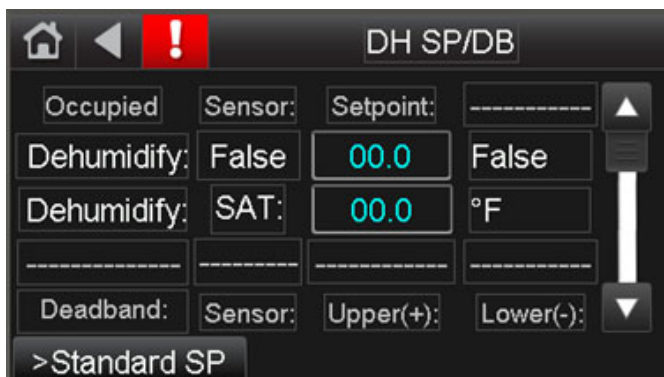 ! DH SP/DB
Occupied Sensor: Setpoint: -----------
Dehumidify: False 00.0 False
Dehumidify: SAT: 00.0 °F
-------------- --------- ------------ -----------
Deadband: Sensor: Upper(+): Lower(-):
>Standard SP